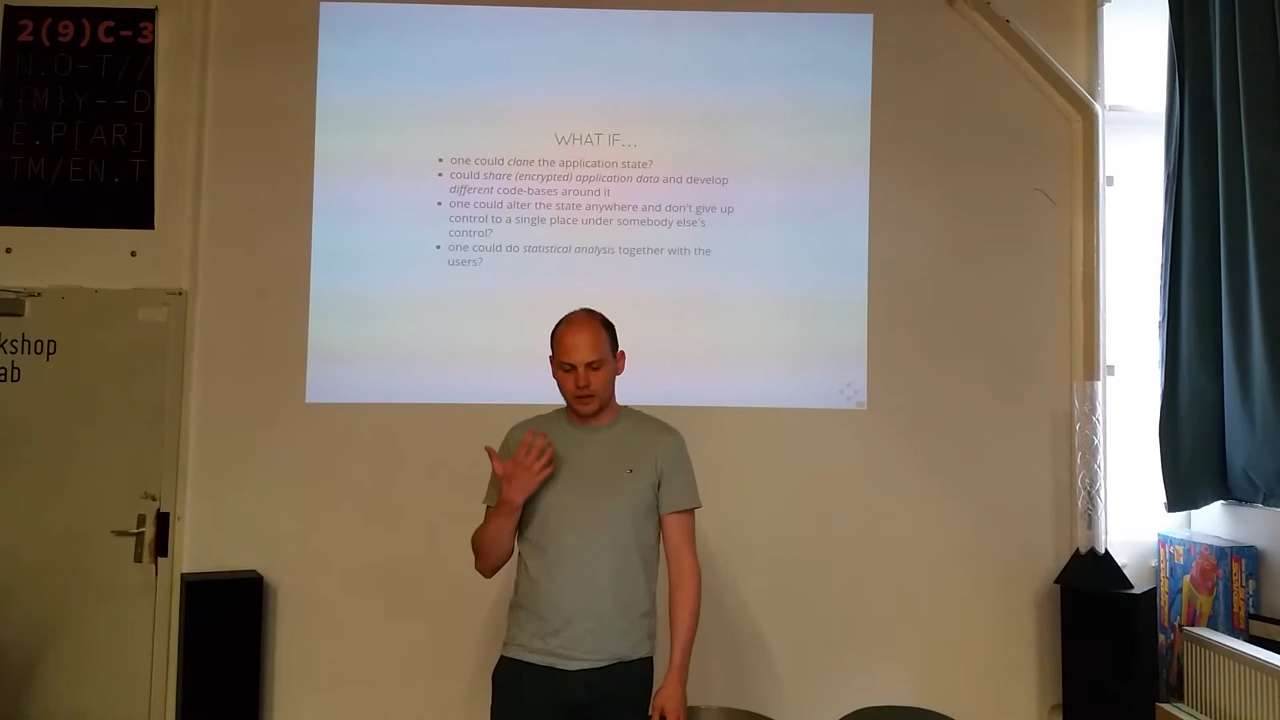 2(9)C-3
N.O-T//
{M}Y--D
E.P[AR]
TM/EN.T
WHAT IF...
• one could clone the application state?
• could share (encrypted) application data and develop
different code-bases around it
• one could alter the state anywhere and don't give up
control to a single place under somebody else's
control?
• one could do statistical analysis together with the
users?
kshop
ab